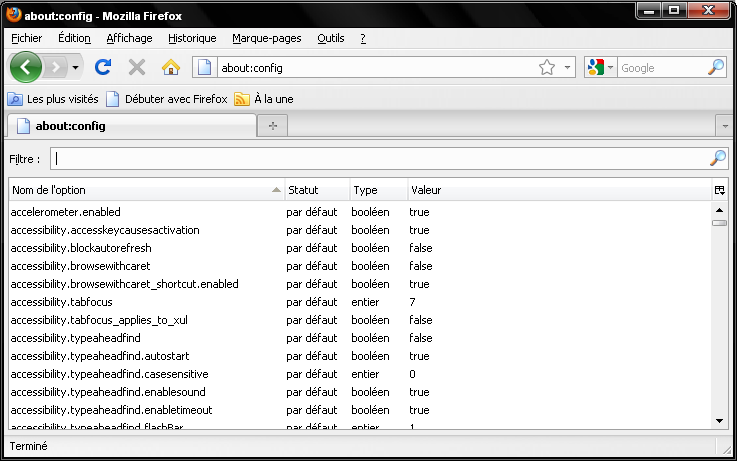 about:config - Mozilla Firefox
Fichier Édition Affichage Historique Marque-pages Outils ?
about:config Google
Les plus visités Débuter avec Firefox À la une
about:config
Filtre :
Nom de l'option Statut Type Valeur
accelerometer.enabled par défaut booléen true
accessibility.accesskeycausesactivation par défaut booléen true
accessibility.blockautorefresh par défaut booléen false
accessibility.browsewithcaret par défaut booléen false
accessibility.browsewithcaret_shortcut.enabled par défaut booléen true
accessibility.tabfocus par défaut entier 7
accessibility.tabfocus_applies_to_xul par défaut booléen false
accessibility.typeaheadfind par défaut booléen false
accessibility.typeaheadfind.autostart par défaut booléen true
accessibility.typeaheadfind.casesensitive par défaut entier 0
accessibility.typeaheadfind.enablesound par défaut booléen true
accessibility.typeaheadfind.enabletimeout par défaut booléen true
accessibility.typeaheadfind.flashBar par défaut entier 1
Terminé